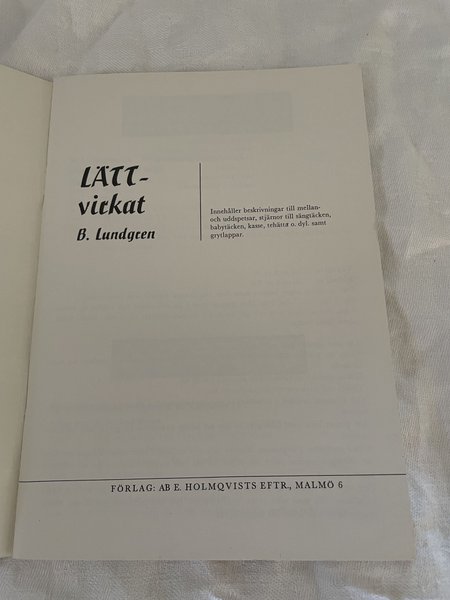 LÄTT-
virkat
B. Lundgren
Innehåller beskrivningar till mellan-
och uddspetsar, stjärnor till sängtäcken,
babytäcken, kasse, tehätta o. dyl. samt
grytlappar.
FÖRLAG: AB E. HOLMQVISTS EFTR., MALMÖ 6